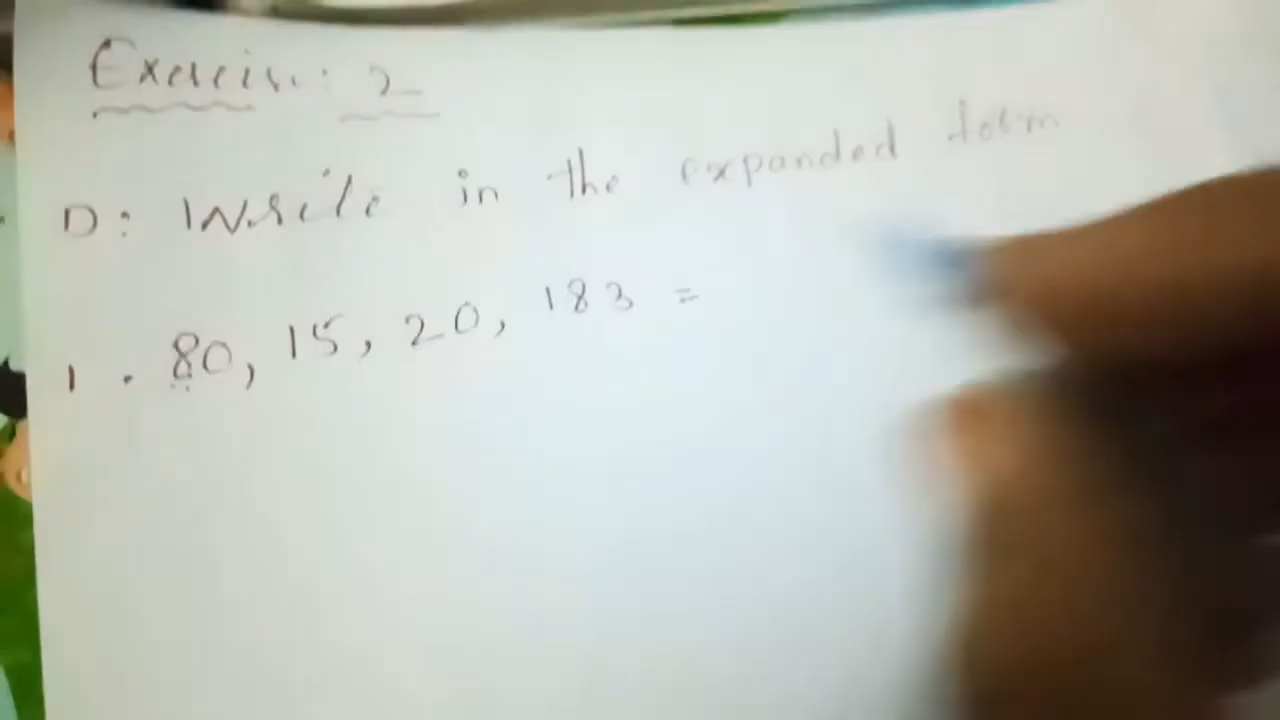 Exercise: 2
D: Write in the expanded form
1. 80, 15, 20, 183 =